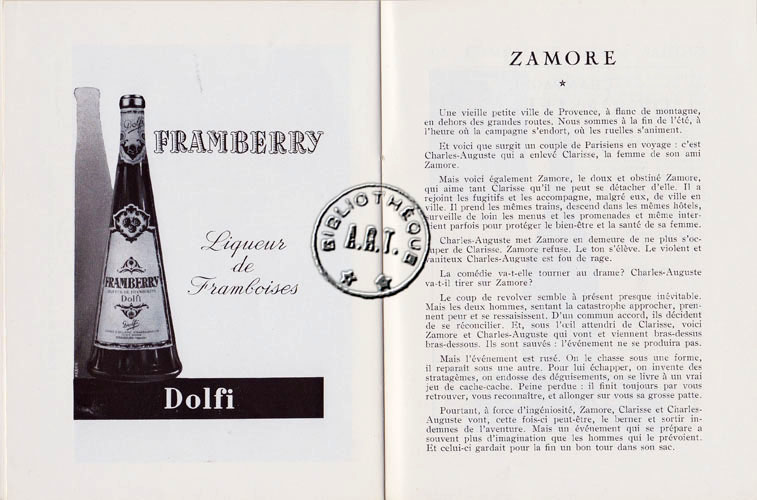 FRAMBERRY
Liqueur
de
Framboises
Dolfi
FRAMBERRY
Dolfi
Dolfi
BIBLIOTHÈQUE
A.R.T.
ZAMORE
Une vieille petite ville de Provence, à flanc de montagne,
en dehors des grandes routes. Nous sommes à la fin de l'été, à
l'heure où la campagne s'endort, où les ruelles s'animent.
Et voici que surgit un couple de Parisiens en voyage : c'est
Charles-Auguste qui a enlevé Clarisse, la femme de son ami
Zamore.
Mais voici également Zamore, le doux et obstiné Zamore,
qui aime tant Clarisse qu'il ne peut se détacher d'elle. Il a
rejoint les fugitifs et les accompagne, malgré eux, de ville en
ville. Il prend les mêmes trains, descend dans les mêmes hôtels,
surveille de loin les menus et les promenades et même inter-
vient parfois pour protéger le bien-être et la santé de sa femme.
Charles-Auguste met Zamore en demeure de ne plus s'oc-
cuper de Clarisse. Zamore refuse. Le ton s'élève. Le violent et
vaniteux Charles-Auguste est fou de rage.
La comédie va-t-elle tourner au drame? Charles-Auguste
va-t-il tirer sur Zamore?
Le coup de revolver semble à présent presque inévitable.
Mais les deux hommes, sentant la catastrophe approcher, pren-
nent peur et se ressaisissent. D'un commun accord, ils décident
de se réconcilier. Et, sous l'œil attendri de Clarisse, voici
Zamore et Charles-Auguste qui vont et viennent bras-dessus
bras-dessous. Ils sont sauvés : l'événement ne se produira pas.
Mais l'événement est rusé. On le chasse sous une forme,
il reparaît sous une autre. Pour lui échapper, on invente des
stratagèmes, on endosse des déguisements, on se livre à un vrai
jeu de cache-cache. Peine perdue : il finit toujours par vous
retrouver, vous reconnaître, et allonger sur vous sa grosse patte.
Pourtant, à force d'ingéniosité, Zamore, Clarisse et Charles-
Auguste vont, cette fois-ci peut-être, le berner et sortir in-
demnes de l'aventure. Mais un événement qui se prépare a
souvent plus d'imagination que les hommes qui le prévoient.
Et celui-ci gardait pour la fin un bon tour dans son sac.